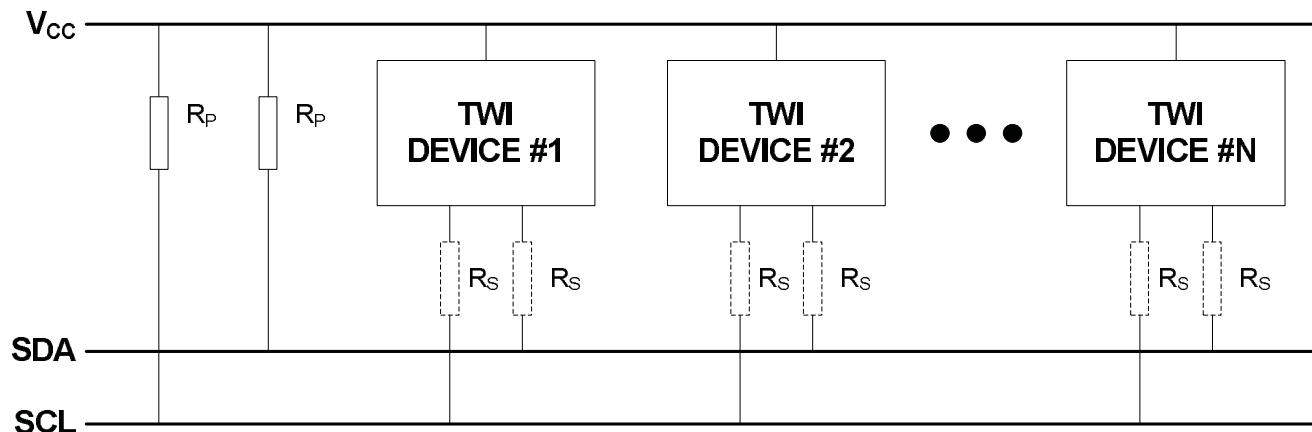 VCC
RP RP
TWI DEVICE #1
TWI DEVICE #2
TWI DEVICE #N
RS RS RS RS RS RS
SDA
SCL